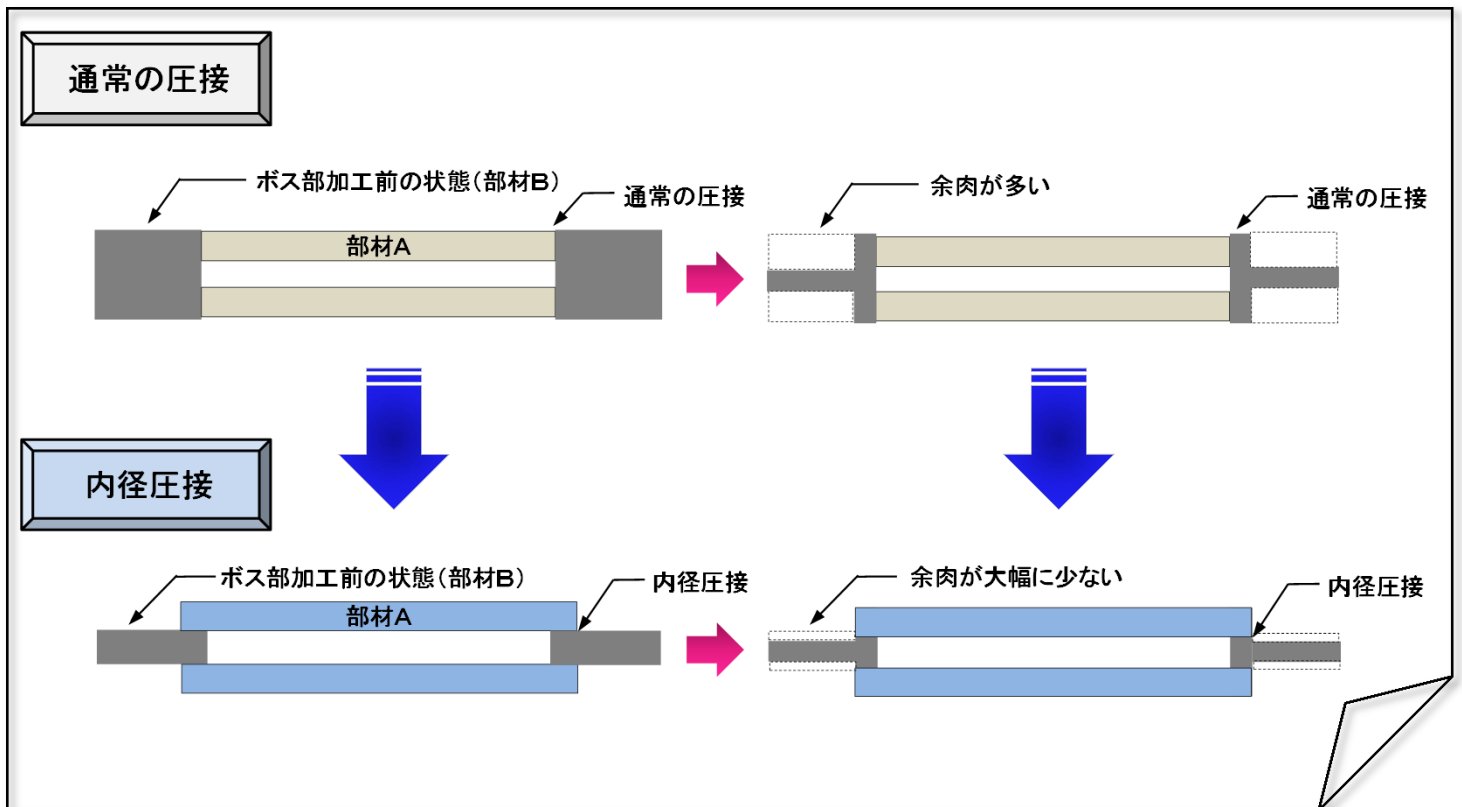 通常の圧接
ボス部加工前の状態(部材B)
通常の圧接
部材A
余肉が多い
通常の圧接
内径圧接
ボス部加工前の状態(部材B)
内径圧接
部材A
余肉が大幅に少ない
内径圧接